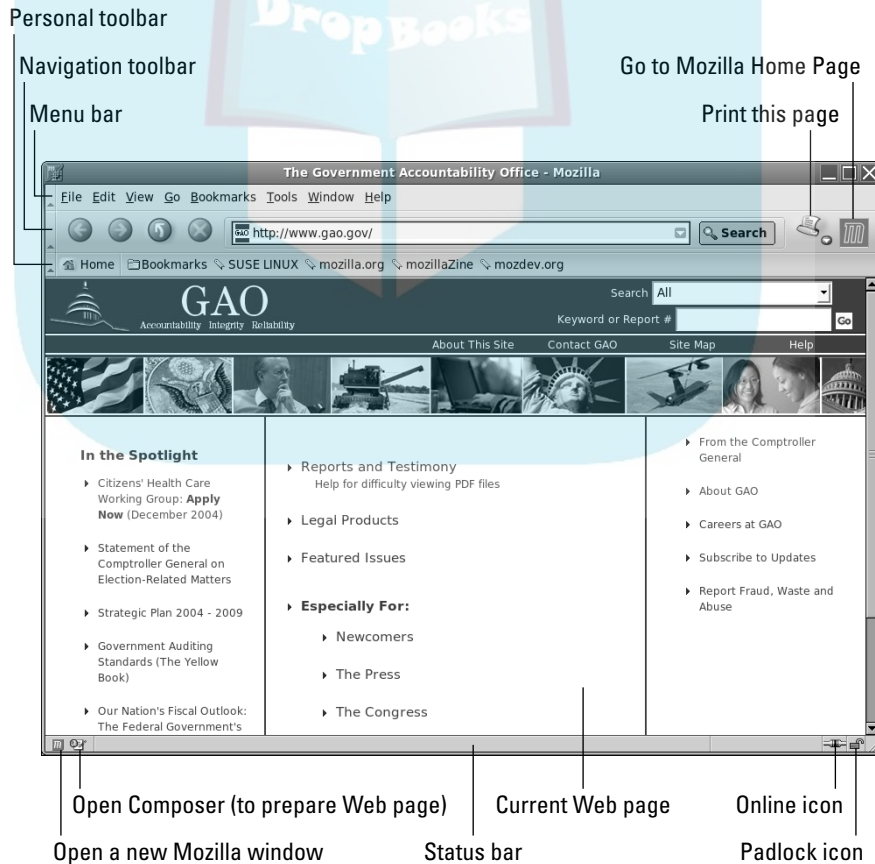 DropBooks
Personal toolbar
Navigation toolbar
Go to Mozilla Home Page
Menu bar
Print this page
The Government Accountability Office - Mozilla
File Edit View Go Bookmarks Tools Window Help
GAO http://www.gao.gov/ Search
Home Bookmarks SUSE LINUX mozilla.org mozillaZine mozdev.org
GAO
Accountability Integrity Reliability
Search All
Keyword or Report # Go
About This Site Contact GAO Site Map Help
In the Spotlight
Citizens' Health Care
Working Group: Apply
Now (December 2004)
Statement of the
Comptroller General on
Election-Related Matters
Strategic Plan 2004 - 2009
Government Auditing
Standards (The Yellow
Book)
Our Nation's Fiscal Outlook:
The Federal Government's
Reports and Testimony
Help for difficulty viewing PDF files
Legal Products
Featured Issues
Especially For:
Newcomers
The Press
The Congress
From the Comptroller
General
About GAO
Careers at GAO
Subscribe to Updates
Report Fraud, Waste and
Abuse
Open Composer (to prepare Web page)
Current Web page
Online icon
Open a new Mozilla window
Status bar
Padlock icon